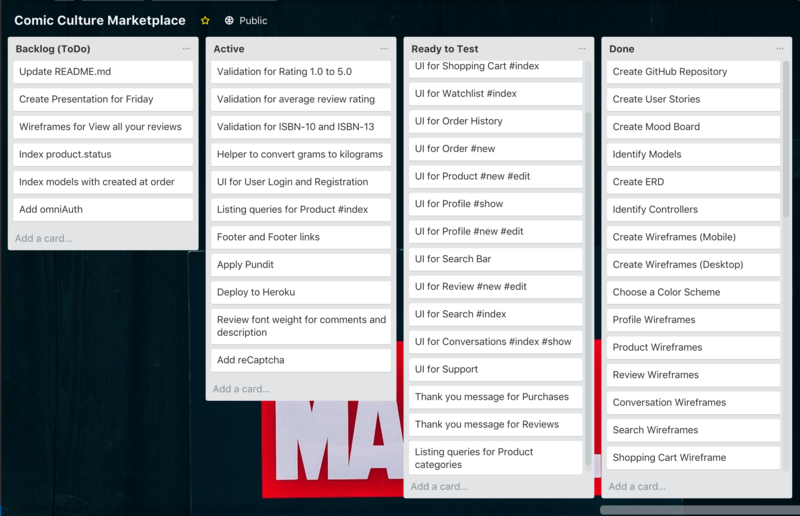 Comic Culture Marketplace
Public
Backlog (ToDo)
Update README.md
Create Presentation for Friday
Wireframes for View all your reviews
Index product.status
Index models with created at order
Add omniAuth
Add a card...
Active
Validation for Rating 1.0 to 5.0
Validation for average review rating
Validation for ISBN-10 and ISBN-13
Helper to convert grams to kilograms
UI for User Login and Registration
Listing queries for Product #index
Footer and Footer links
Apply Pundit
Deploy to Heroku
Review font weight for comments and
description
Add reCaptcha
Add a card...
Ready to Test
UI for Shopping Cart #index
UI for Watchlist #index
UI for Order History
UI for Order #new
UI for Product #new #edit
UI for Profile #show
UI for Profile #new #edit
UI for Search Bar
UI for Review #new #edit
UI for Search #index
UI for Conversations #index #show
UI for Support
Thank you message for Purchases
Thank you message for Reviews
Listing queries for Product
categories
Add a card...
Done
Create GitHub Repository
Create User Stories
Create Mood Board
Identify Models
Create ERD
Identify Controllers
Create Wireframes (Mobile)
Create Wireframes (Desktop)
Choose a Color Scheme
Profile Wireframes
Product Wireframes
Review Wireframes
Conversation Wireframes
Search Wireframes
Shopping Cart Wireframe
Add a card...
MA